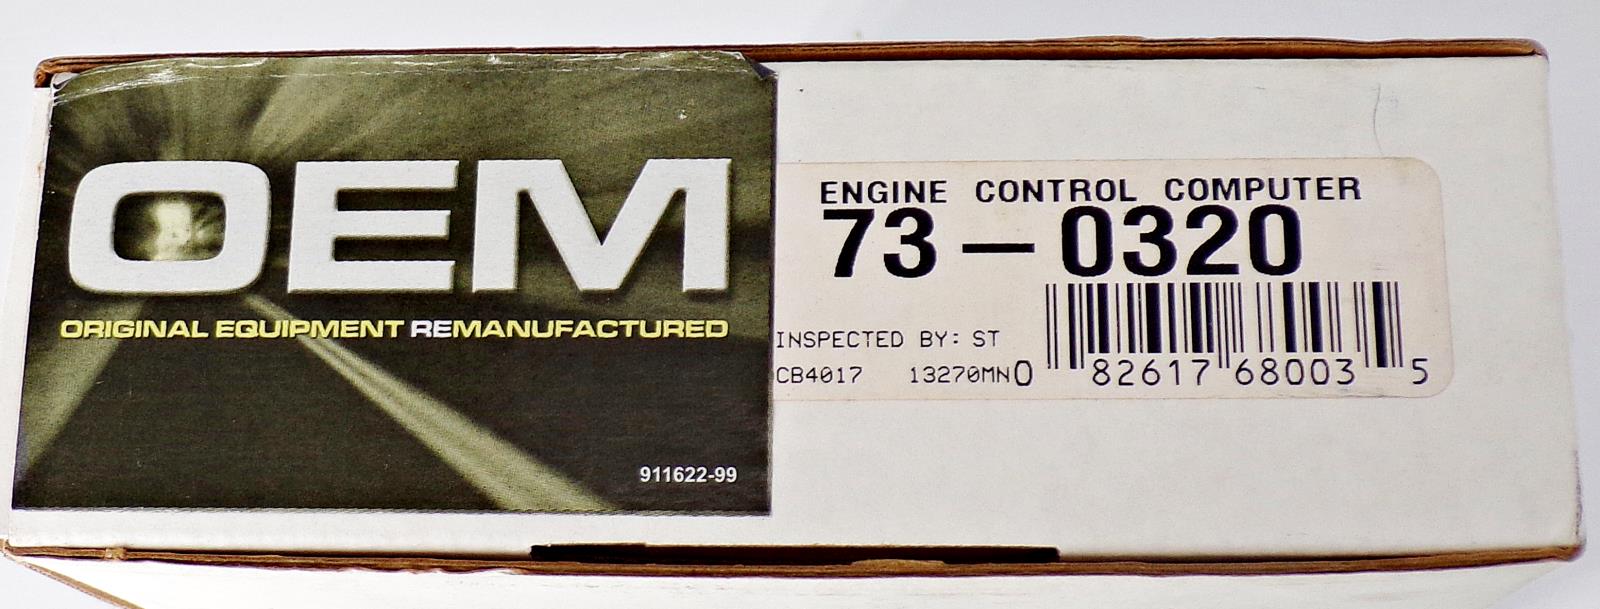 OEM
ORIGINAL EQUIPMENT REMANUFACTURED
911622-99
ENGINE CONTROL COMPUTER
73-0320
INSPECTED BY: ST
CB4017 13270MN
0 82617 68003 5